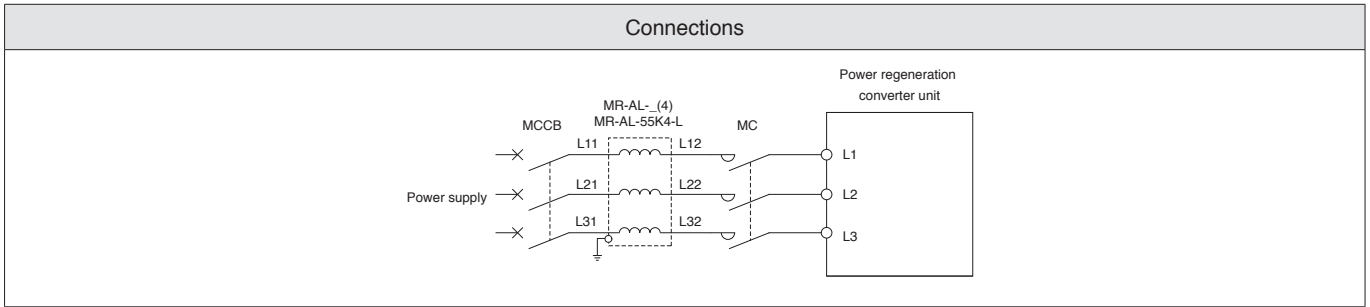 Connections
Power regeneration
converter unit
MR-AL-_(4)
MR-AL-55K4-L
MCCB
MC
L11
L12
L1
L21
L22
L2
Power supply
L31
L32
L3